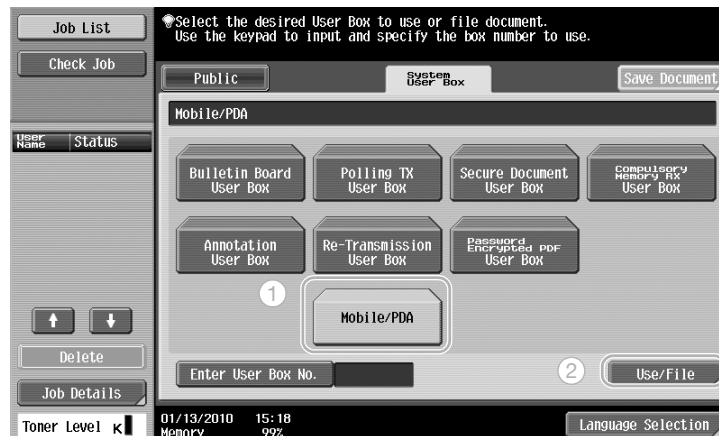 Job List
Check Job
User Name
Status
Delete
Job Details
Toner Level K
Select the desired User Box to use or file document.
Use the keypad to input and specify the box number to use.
Public
System User Box
Save Document
Mobile/PDA
Bulletin Board
User Box
Polling TX
User Box
Secure Document
User Box
Compulsory
Memory RX
User Box
Annotation
User Box
Re-Transmission
User Box
Password
Encrypted PDF
User Box
1
Mobile/PDA
Enter User Box No.
2
Use/File
01/13/2010 15:18
Memory 99%
Language Selection